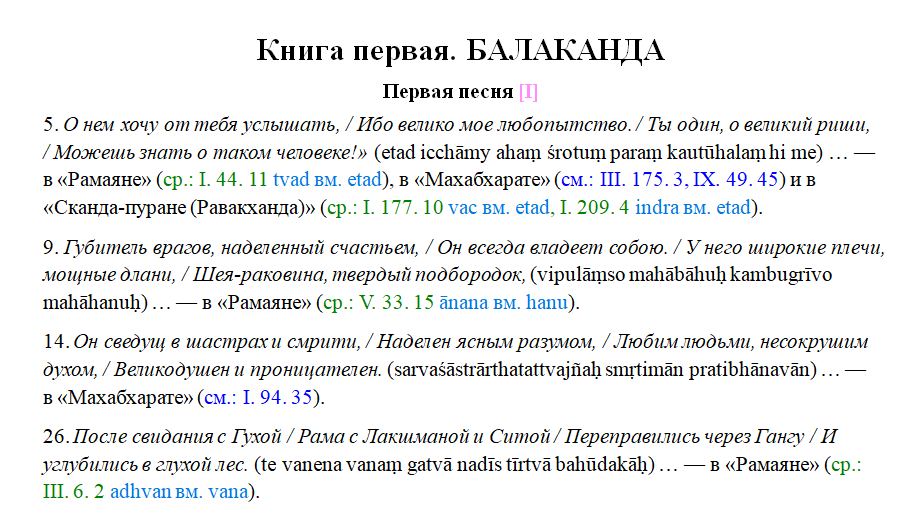 Книга первая. БАЛАКАНДА
Первая песня [I]
5. О нем хочу от тебя услышать, / Ибо велико мое любопытство. / Ты один, о великий риши,
/ Можешь знать о таком человеке!» (etad icchāmy ahaṃ śrotuṃ paraṃ kautūhalaṃ hi me) … —
в «Рамаяне» (ср.: I. 44. 11 tvad вм. etad), в «Махабхарате» (см.: III. 175. 3, IX. 49. 45) и в
«Сканда-пуране (Равакханда)» (ср.: I. 177. 10 vac вм. etad, I. 209. 4 indra вм. etad).
9. Губитель врагов, наделенный счастьем, / Он всегда владеет собою. / У него широкие плечи,
мощные длани, / Шея-раковина, твердый подбородок, (vipulāṃso mahābāhuḥ kambugrīvo
mahāhanuḥ) … — в «Рамаяне» (ср.: V. 33. 15 ānana вм. hanu).
14. Он сведущ в шастрах и смрити, / Наделен ясным разумом, / Любим людьми, несокрушим
духом, / Великодушен и проницателен. (sarvaśāstrārthatattvajñaḥ smṛtimān pratibhānavān) … —
в «Махабхарате» (см.: I. 94. 35).
26. После свидания с Гухой / Рама с Лакшманой и Ситой / Переправились через Гангу / И
углубились в глухой лес. (te vanena vanaṃ gatvā nadīs tīrtvā bahūdakāḥ) … — в «Рамаяне» (ср.:
III. 6. 2 adhvan вм. vana).